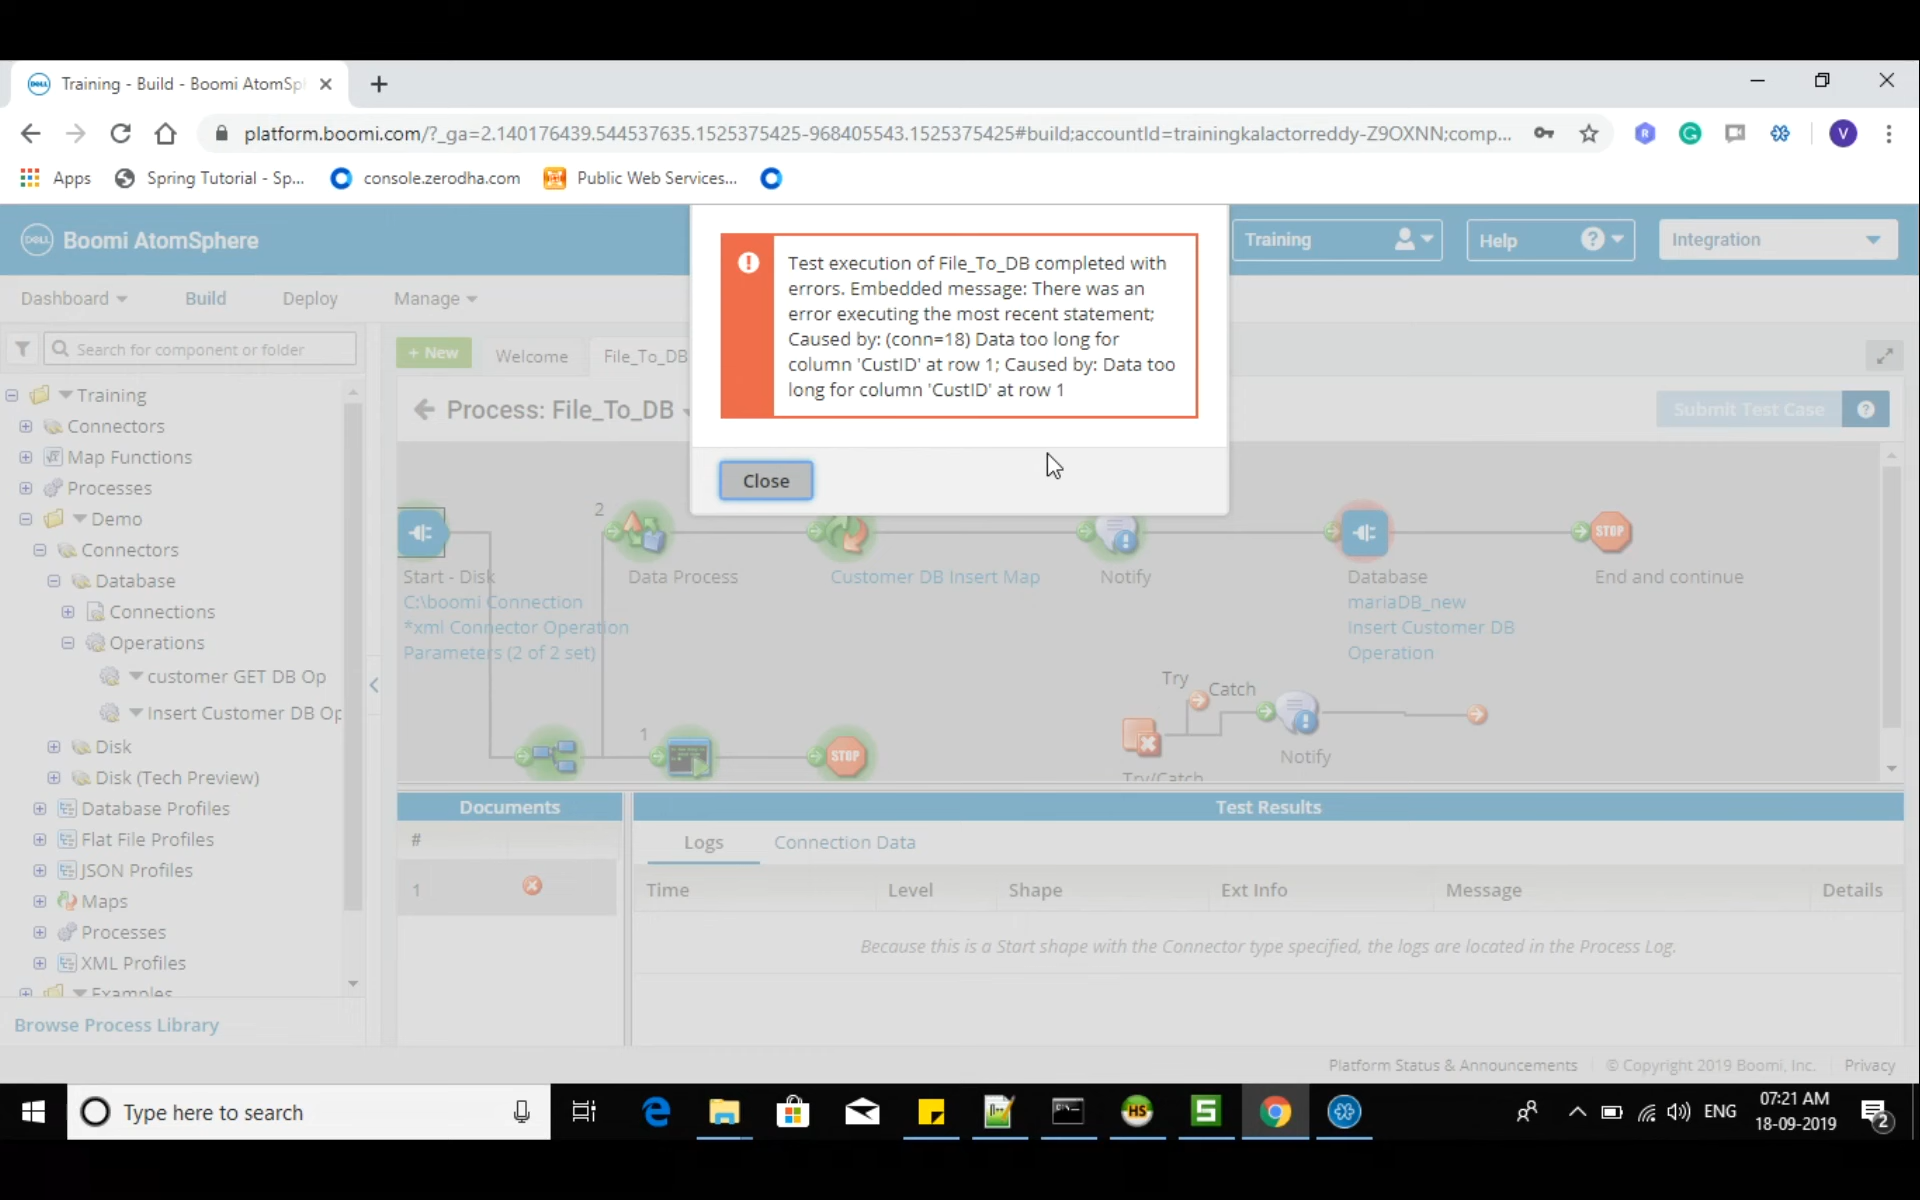 Training - Build - Boomi AtomSp
platform.boomi.com/?_ga=2.140176439.544537635.1525375425-968405543.1525375425#build;accountId=trainingkalactorreddy-Z9OXNN;comp...
V
Apps
Spring Tutorial - Sp...
console.zerodha.com
Public Web Services...
DELL
Boomi AtomSphere
Training
Help
Integration
Dashboard
Build
Deploy
Manage
Test execution of File_To_DB completed with
errors. Embedded message: There was an
error executing the most recent statement;
Caused by: (conn=18) Data too long for
column 'CustID' at row 1; Caused by: Data too
long for column 'CustID' at row 1
Close
Search for component or folder
+ New
Welcome
File_To_DB
Process: File_To_DB
Submit Test Case
Training
Connectors
Map Functions
Processes
Demo
Connectors
Database
Connections
Operations
customer GET DB Op
Insert Customer DB Op
Disk
Disk (Tech Preview)
Database Profiles
Flat File Profiles
JSON Profiles
Maps
Processes
XML Profiles
Examples
Browse Process Library
Start - Disk
C:\boomi Connection
*xml Connector Operation
Parameters (2 of 2 set)
2
Data Process
Customer DB Insert Map
Notify
Database
mariaDB_new
Insert Customer DB
Operation
STOP
End and continue
1
STOP
Try
Catch
Notify
Try/Catch
Documents
#
1
Test Results
Logs
Connection Data
Time
Level
Shape
Ext Info
Message
Details
Because this is a Start shape with the Connector type specified, the logs are located in the Process Log.
Platform Status & Announcements
© Copyright 2019 Boomi, Inc.
Privacy
Type here to search
HS
S
ENG
07:21 AM
18-09-2019
2